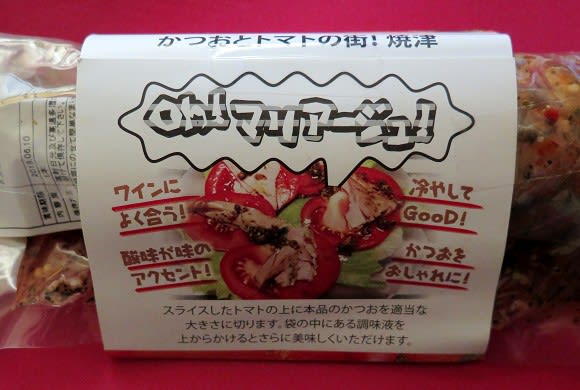 かつおとトマトの街!焼津
Oh!マリアージュ!
ワインに
よく合う!
冷やして
GooD!
酸味が味の
アクセント!
かつおを
おしゃれに!
スライスしたトマトの上に本品のかつおを適当な
大きさに切ります。袋の中にある調味液を
上からかけるとさらに美味しくいただけます。